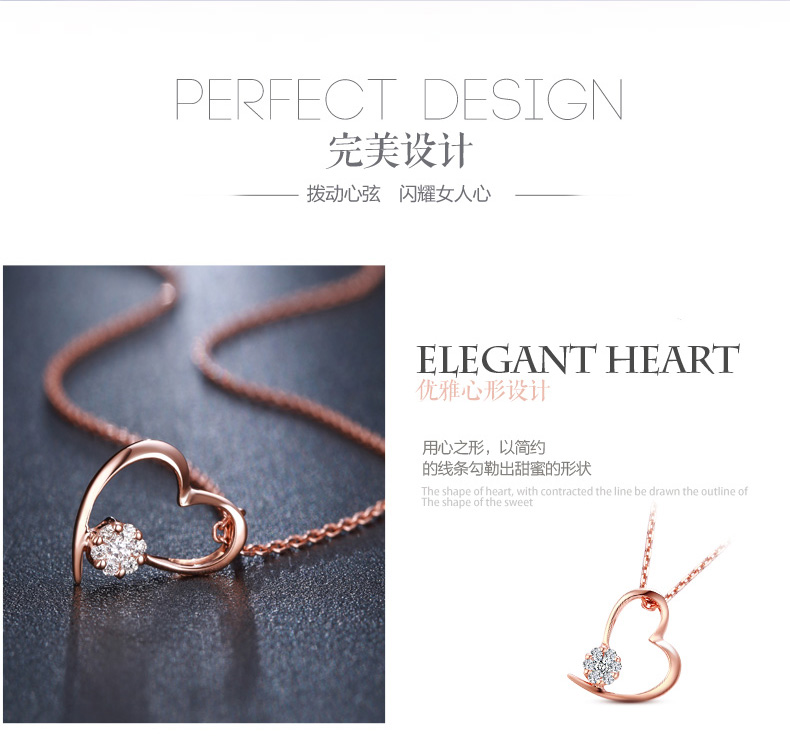 PERFECT DESIGN
完美设计
拨动心弦 闪耀女人心
ELEGANT HEART
优雅心形设计
用心之形，以简约
的线条勾勒出甜蜜的形状
The shape of heart, with contracted the line be drawn the outline of
The shape of the sweet